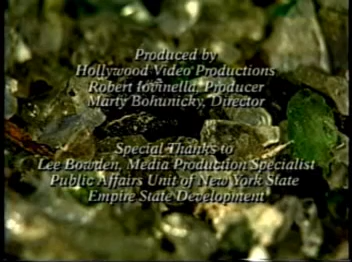 Produced by
Hollywood Video Productions
Robert Iovinella, Producer
Marty Bohunicky, Director
Special Thanks to
Lee Bowden, Media Production Specialist
Public Affairs Unit of New York State
Empire State Development